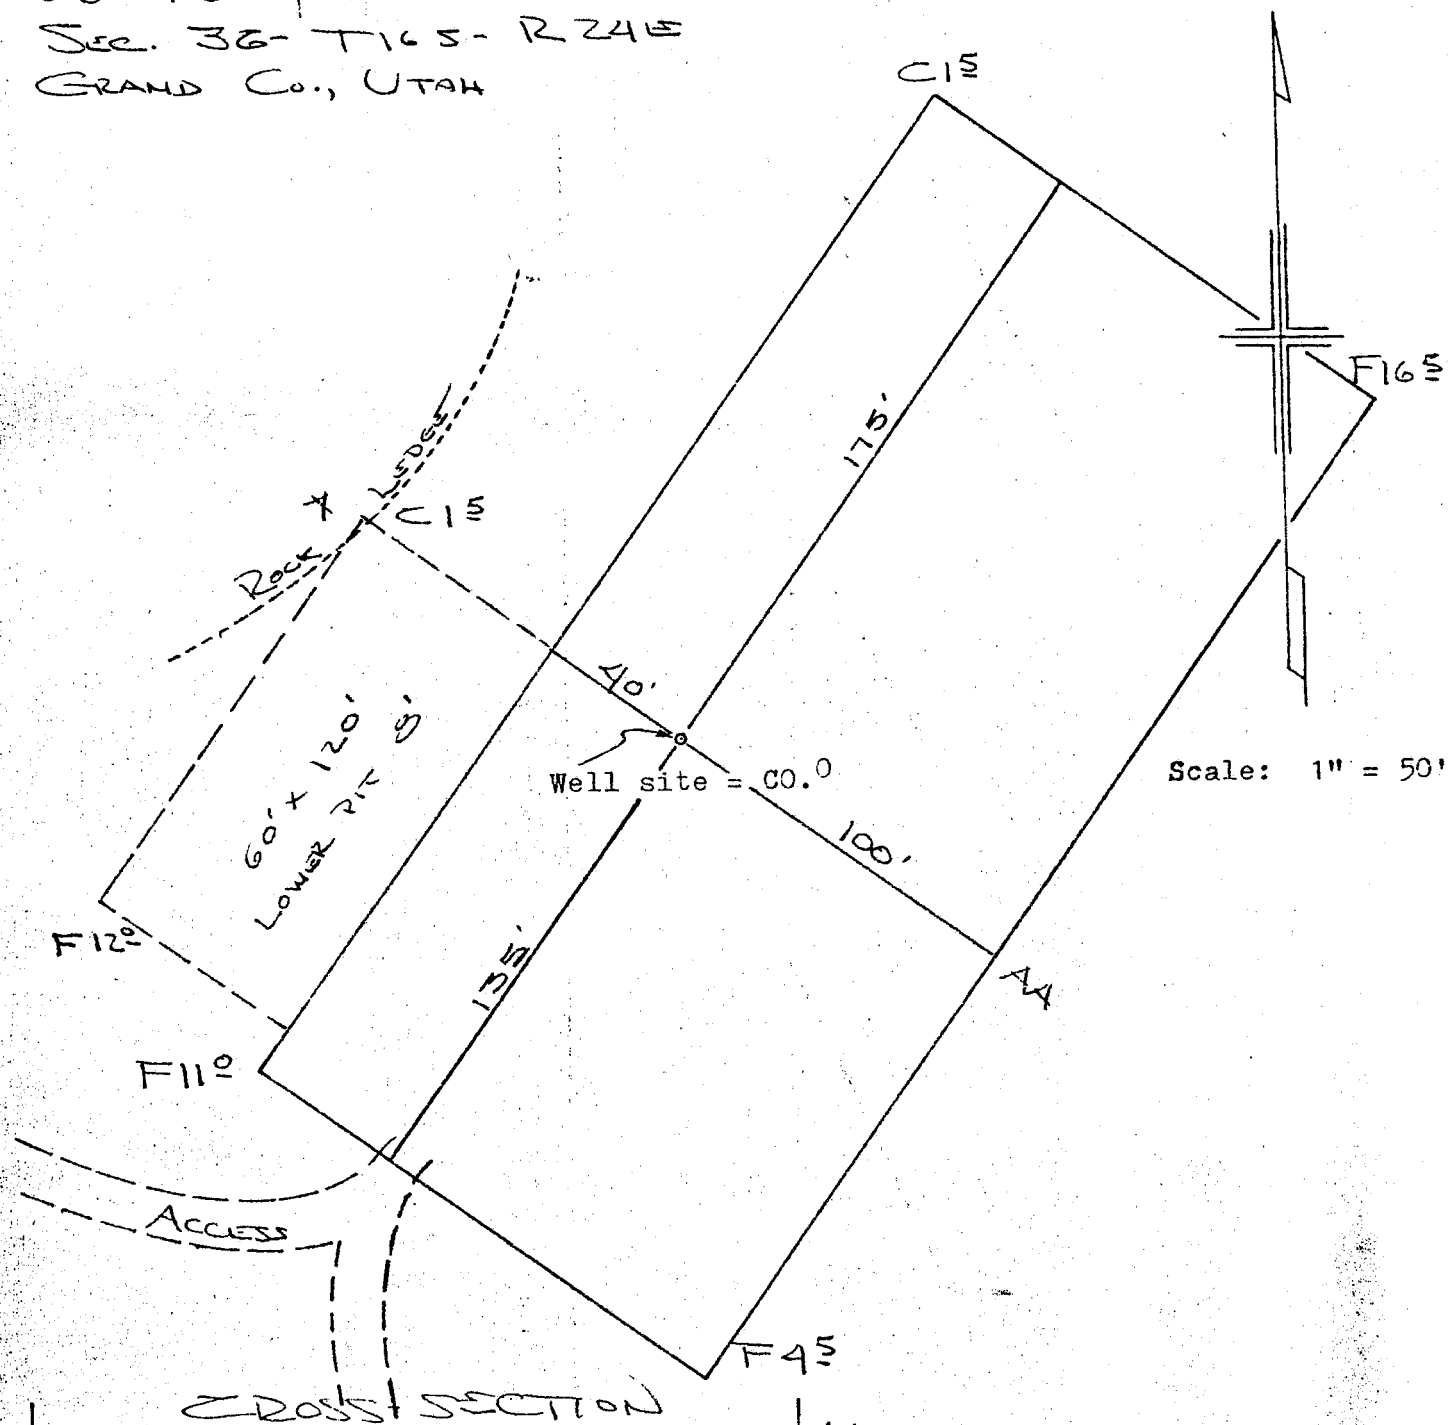 Sec. 36- T16S- R24E
GRAND Co., UTAH
C1⁵
F16⁵
175'
LEDGE
ROCK
C1⁵
40'
Well site = C0.0
Scale: 1" = 50'
60' x 120'
LOWER PIT 8'
100'
F12⁰
135'
F11⁰
ACCESS
F4⁵
CROSS SECTION